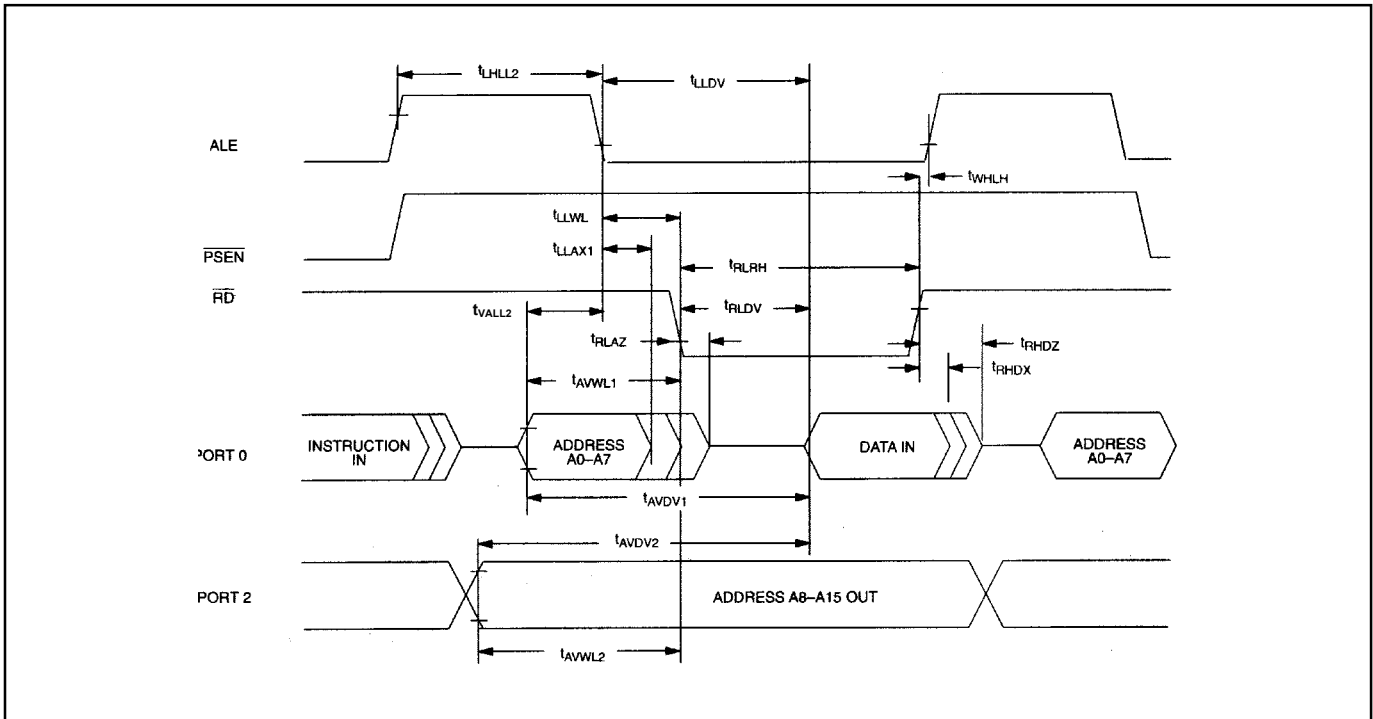 tLHLL2
tLLDV
ALE
tWHLH
tLLWL
tLLAX1
PSEN
tRLRH
RD
tVALL2
tRLDV
tRLAZ
tRHDZ
tRHDX
tAVWL1
PORT 0
INSTRUCTION
IN
ADDRESS
A0–A7
DATA IN
ADDRESS
A0–A7
tAVDV1
tAVDV2
PORT 2
ADDRESS A8–A15 OUT
tAVWL2